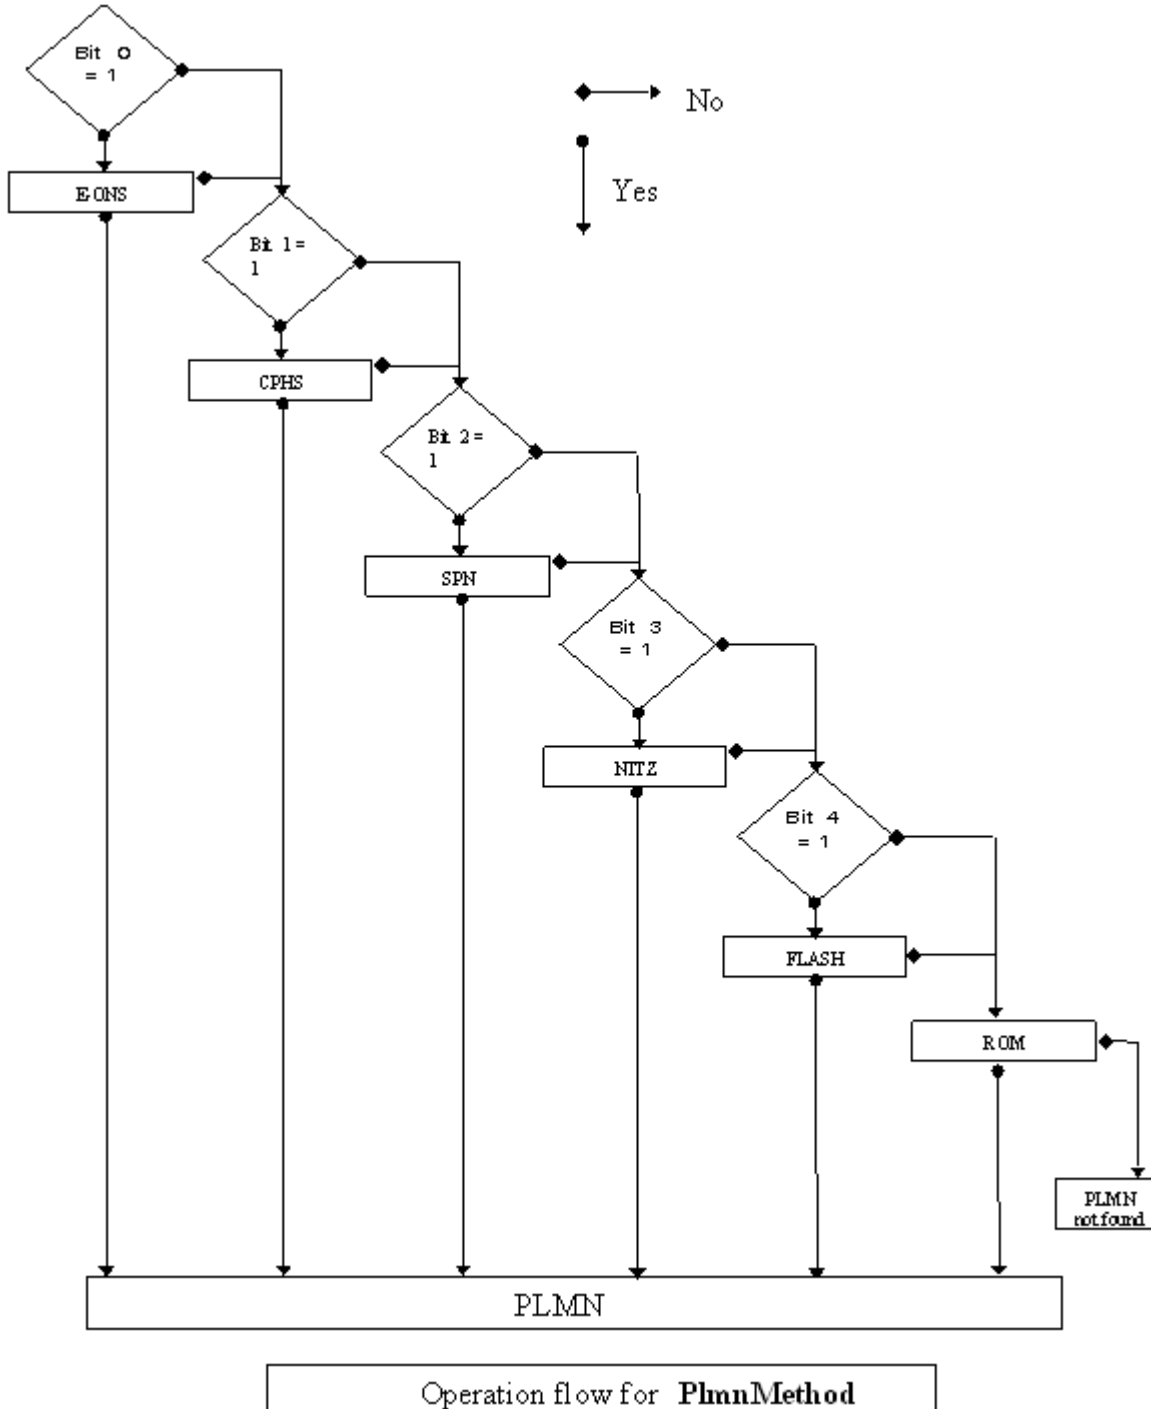 Bit 0
= 1
No
Yes
E-ONS
Bit 1=
1
CPHS
Bit 2=
1
SPN
Bit 3
= 1
NITZ
Bit 4
= 1
FLASH
ROM
PLMN
not found
PLMN
Operation flow for PlmnMethod